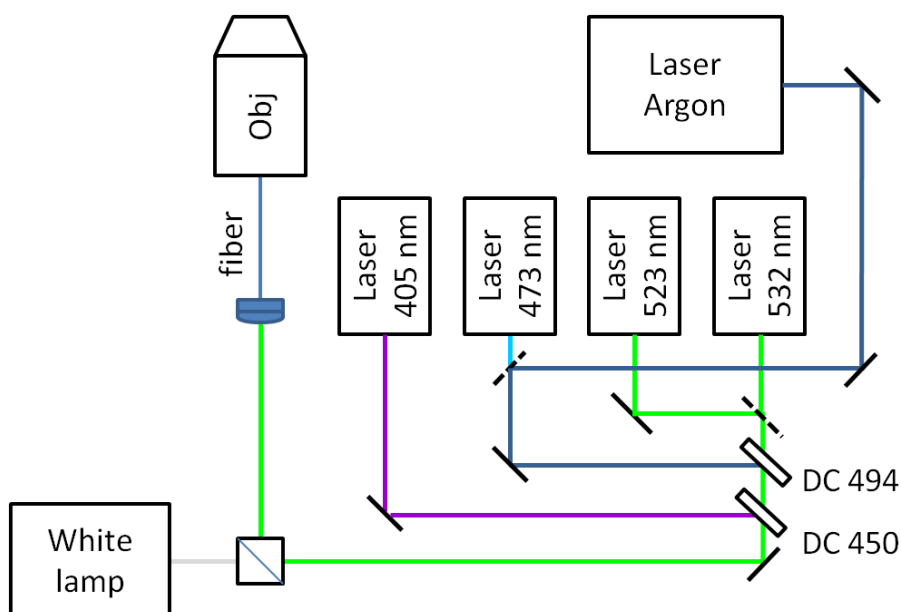 Obj
Laser
Argon
fiber
Laser
405 nm
Laser
473 nm
Laser
523 nm
Laser
532 nm
DC 494
DC 450
White
lamp